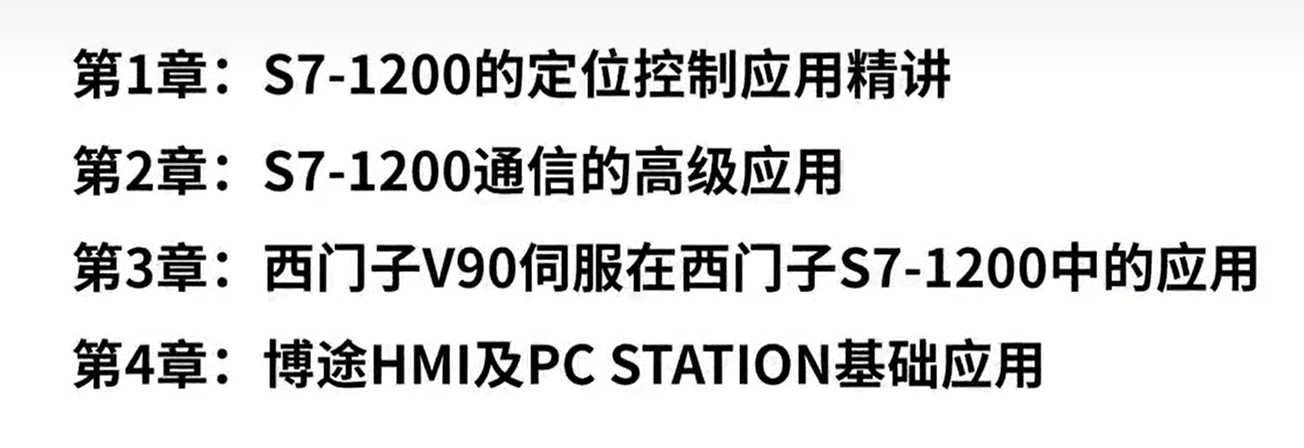 第1章：S7-1200的定位控制应用精讲
第2章：S7-1200通信的高级应用
第3章：西门子V90伺服在西门子S7-1200中的应用
第4章：博途HMI及PC STATION基础应用